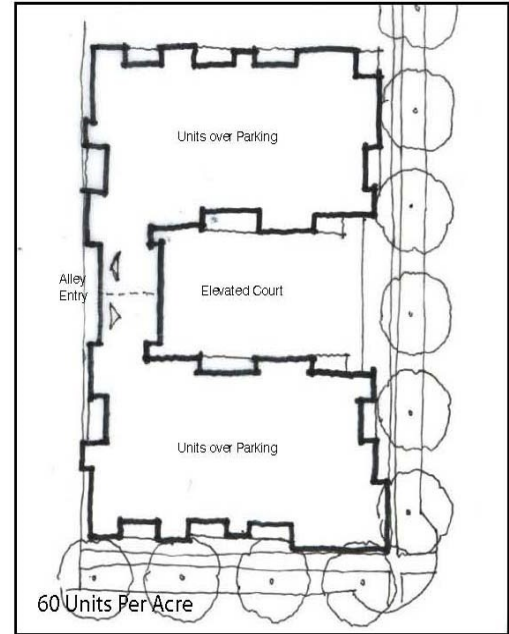 Units over Parking
Alley
Entry
Elevated Court
Units over Parking
60 Units Per Acre